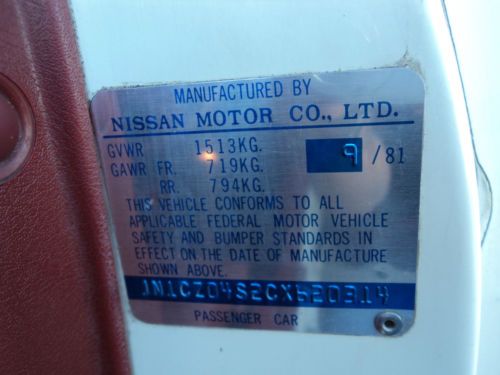 MANUFACTURED BY
NISSAN MOTOR CO., LTD.
GVWR 1513KG.
GAWR FR. 719KG. 9 / 81
RR. 794KG.
THIS VEHICLE CONFORMS TO ALL
APPLICABLE FEDERAL MOTOR VEHICLE
SAFETY AND BUMPER STANDARDS IN
EFFECT ON THE DATE OF MANUFACTURE
SHOWN ABOVE.
JN1CZ04S2CX620314
PASSENGER CAR